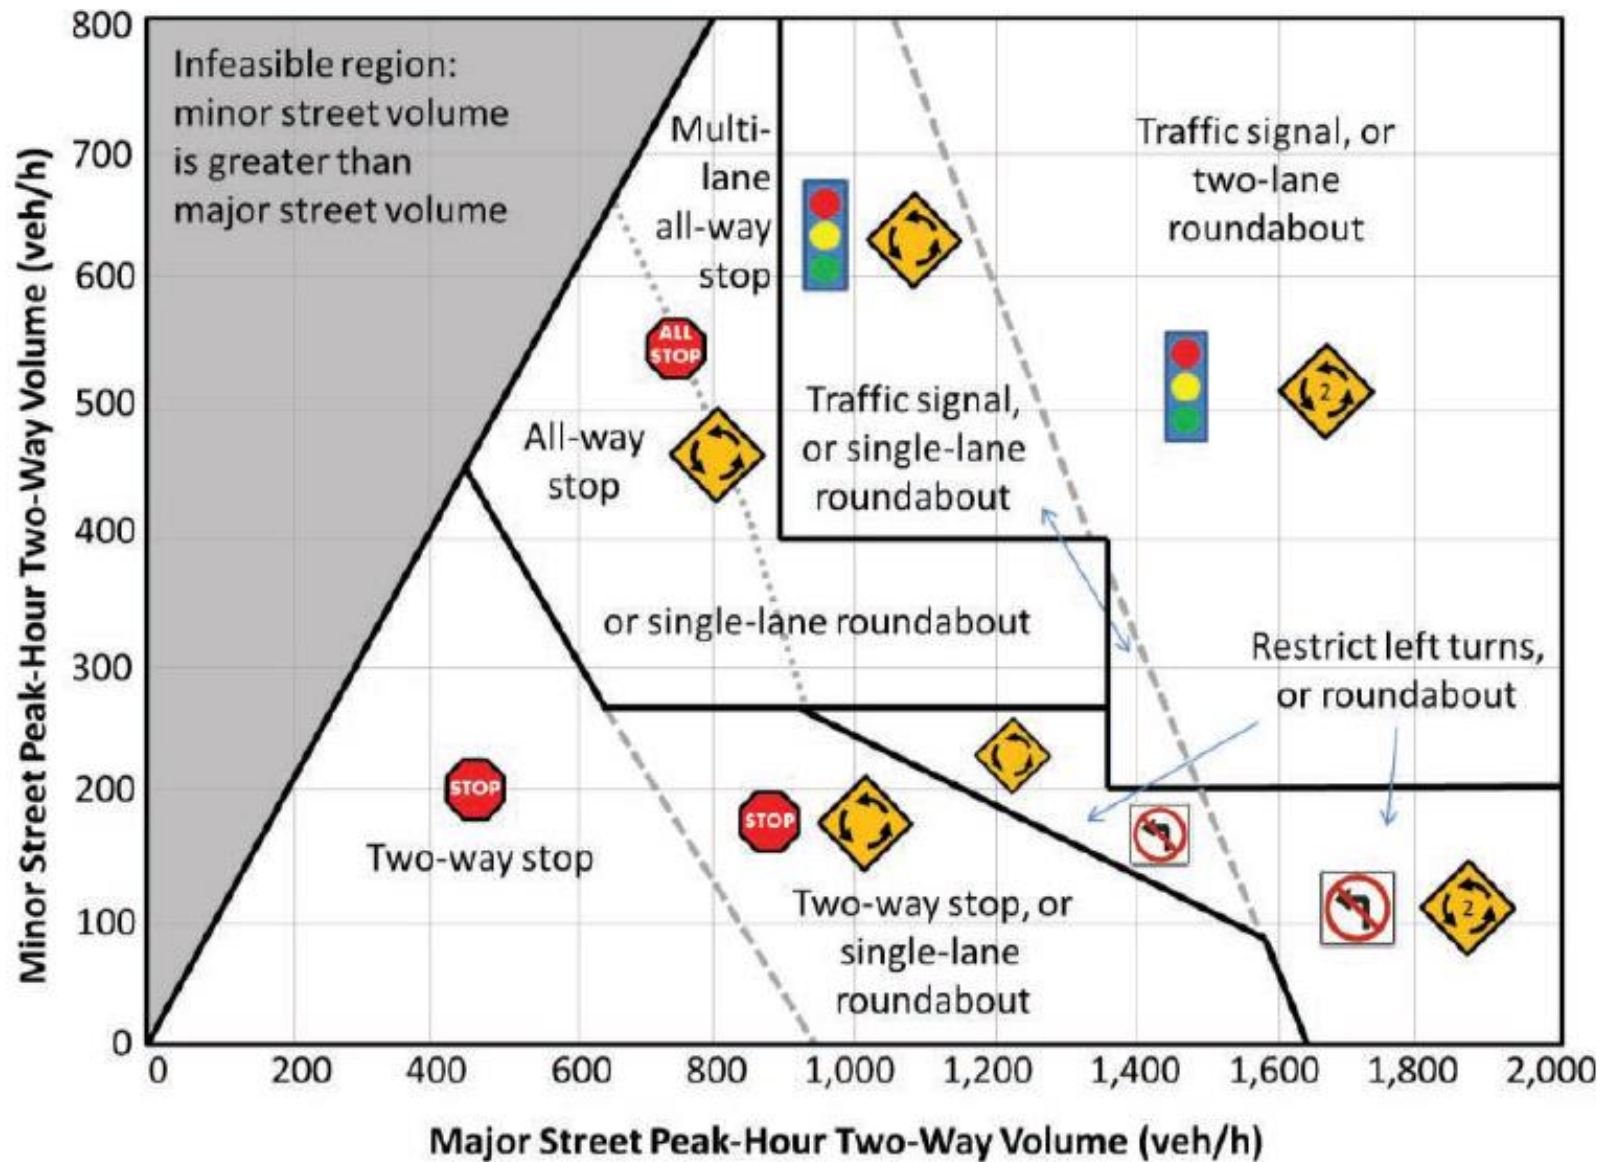 Minor Street Peak-Hour Two-Way Volume (veh/h)
800
700
600
500
400
300
200
100
0
Infeasible region:
minor street volume
is greater than
major street volume
Multi-
lane
all-way
stop
Traffic signal, or
two-lane
roundabout
ALL
STOP
2
All-way
stop
Traffic signal,
or single-lane
roundabout
or single-lane roundabout
Restrict left turns,
or roundabout
STOP
Two-way stop
STOP
Two-way stop, or
single-lane
roundabout
2
0 200 400 600 800 1,000 1,200 1,400 1,600 1,800 2,000
Major Street Peak-Hour Two-Way Volume (veh/h)